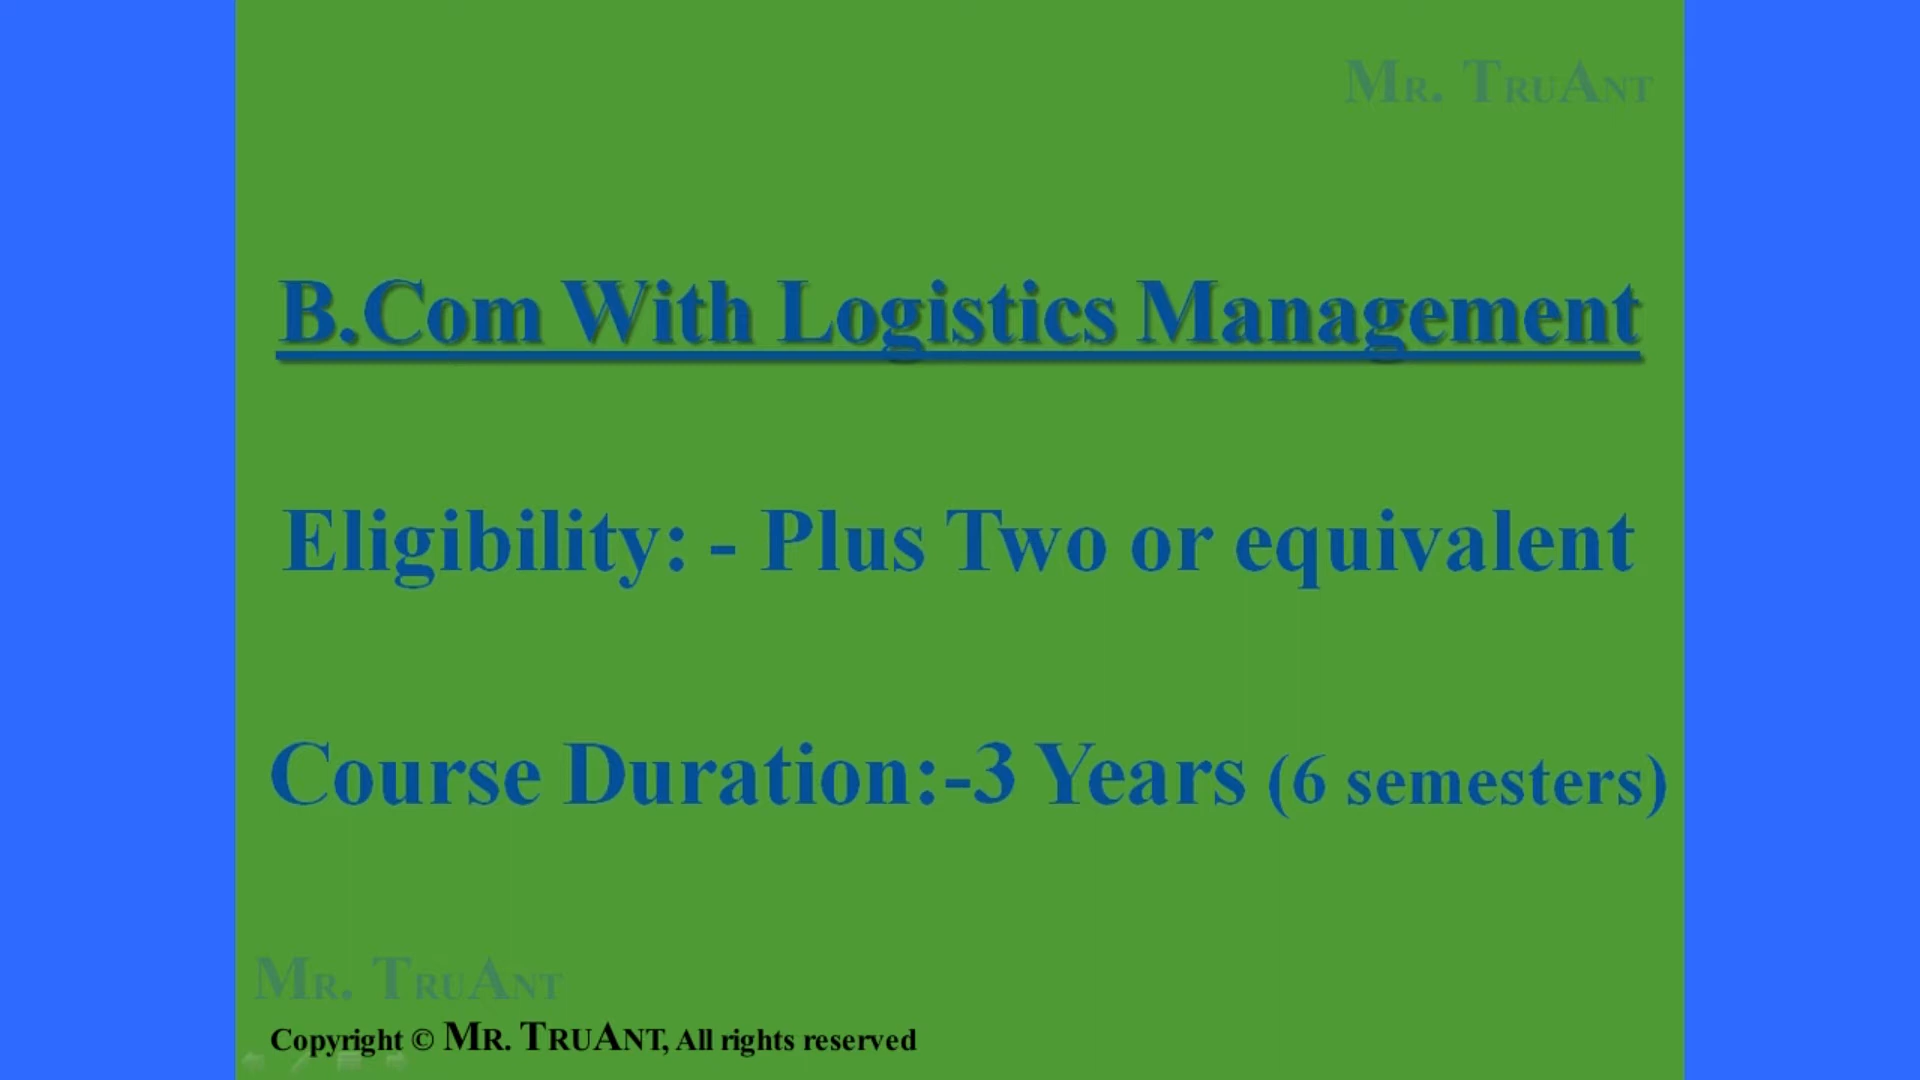 Mr. TruAnt
B.Com With Logistics Management
Eligibility: - Plus Two or equivalent
Course Duration:-3 Years (6 semesters)
Mr. TruAnt
Copyright © Mr. TruAnt, All rights reserved